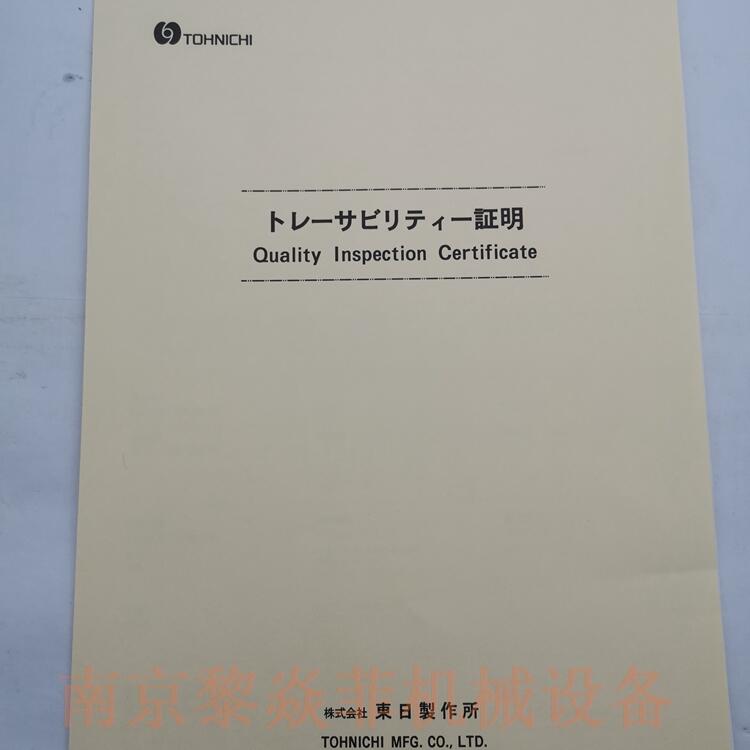 TOHNICHI
トレーサビリティー証明
Quality Inspection Certificate
南京黎焱菲机械设备
株式会社 東日製作所
TOHNICHI MFG. CO., LTD.